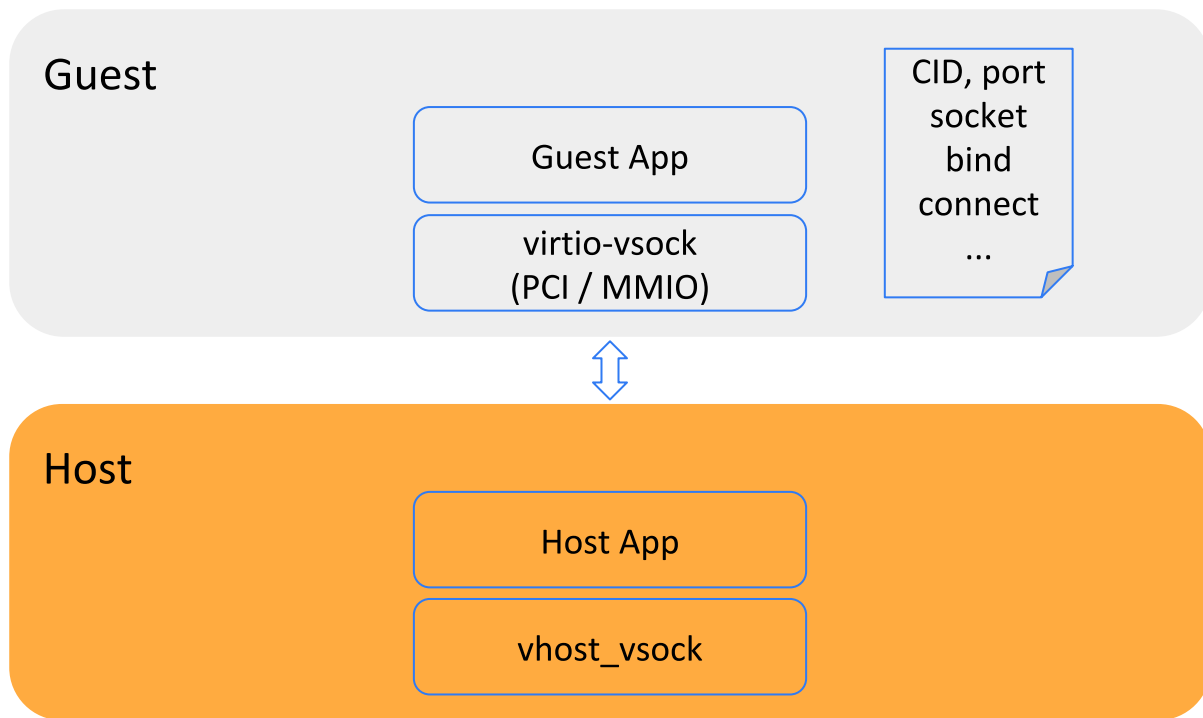 Guest
Guest App
virtio-vsock
(PCI / MMIO)
CID, port
socket
bind
connect
...
Host
Host App
vhost_vsock